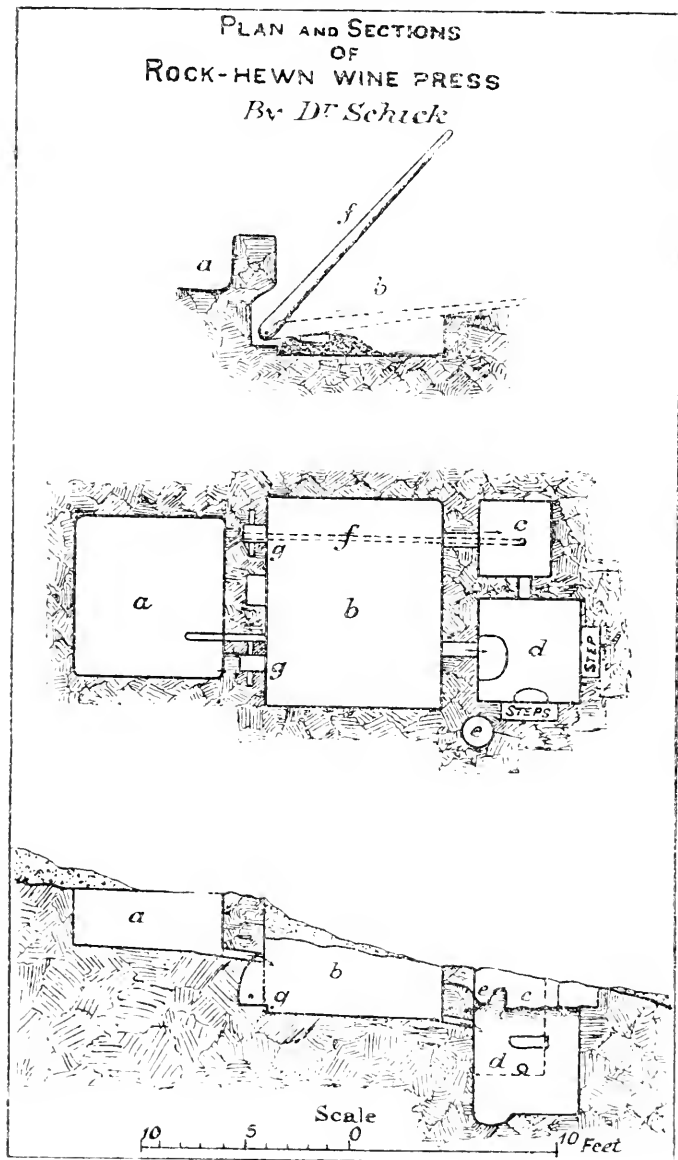 PLAN AND SECTIONS
OF
ROCK-HEWN WINE PRESS
By Dr Schick
f
a
b
c
g
f
a
b
d
STEP
g
STEPS
e
a
b
e
c
g
d
Scale
10 5 0 10 Feet